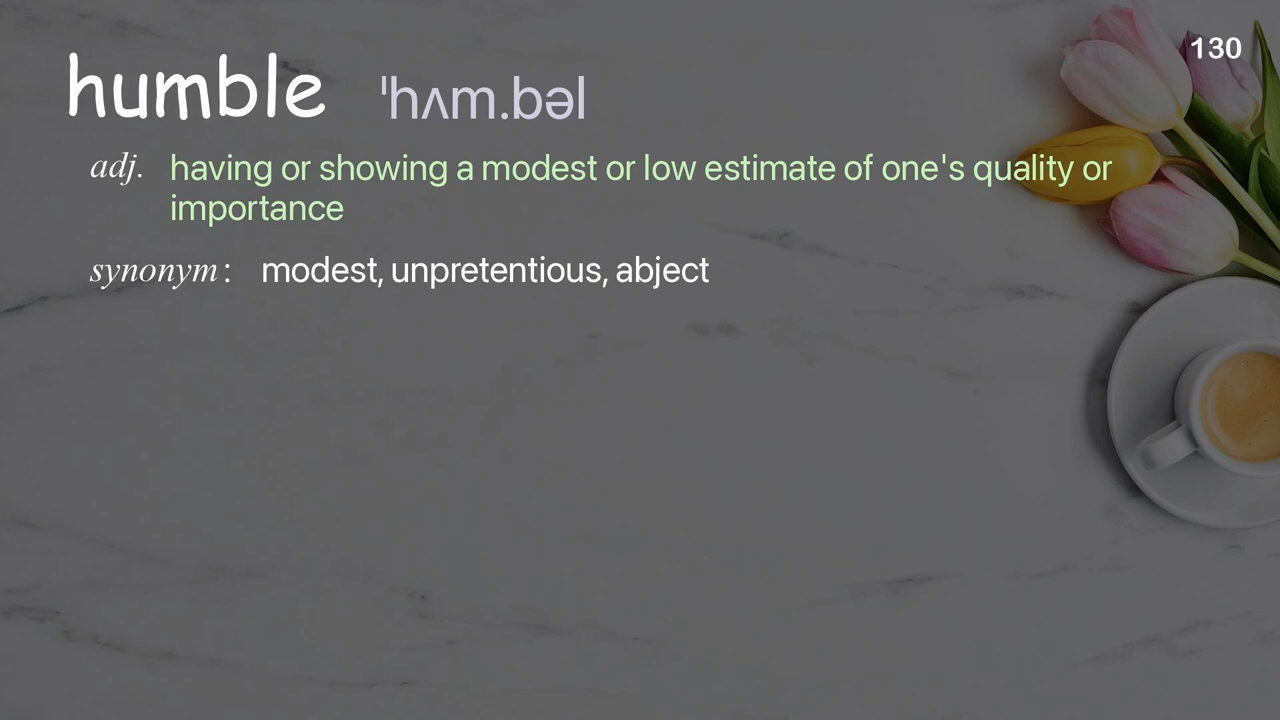 130
humble ˈhʌm.bəl
adj. having or showing a modest or low estimate of one's quality or
importance
synonym: modest, unpretentious, abject